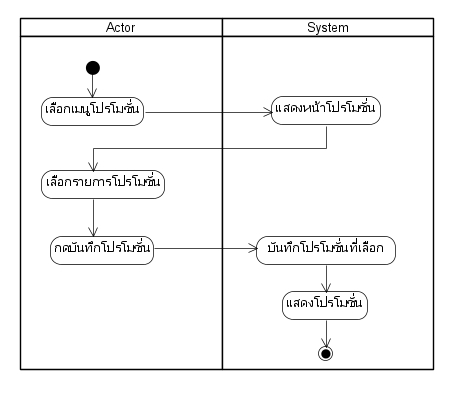 Actor
System
เลือกเมนูโปรโมชั่น
แสดงหน้าโปรโมชั่น
เลือกรายการโปรโมชั่น
กดบันทึกโปรโมชั่น
บันทึกโปรโมชั่นที่เลือก
แสดงโปรโมชั่น